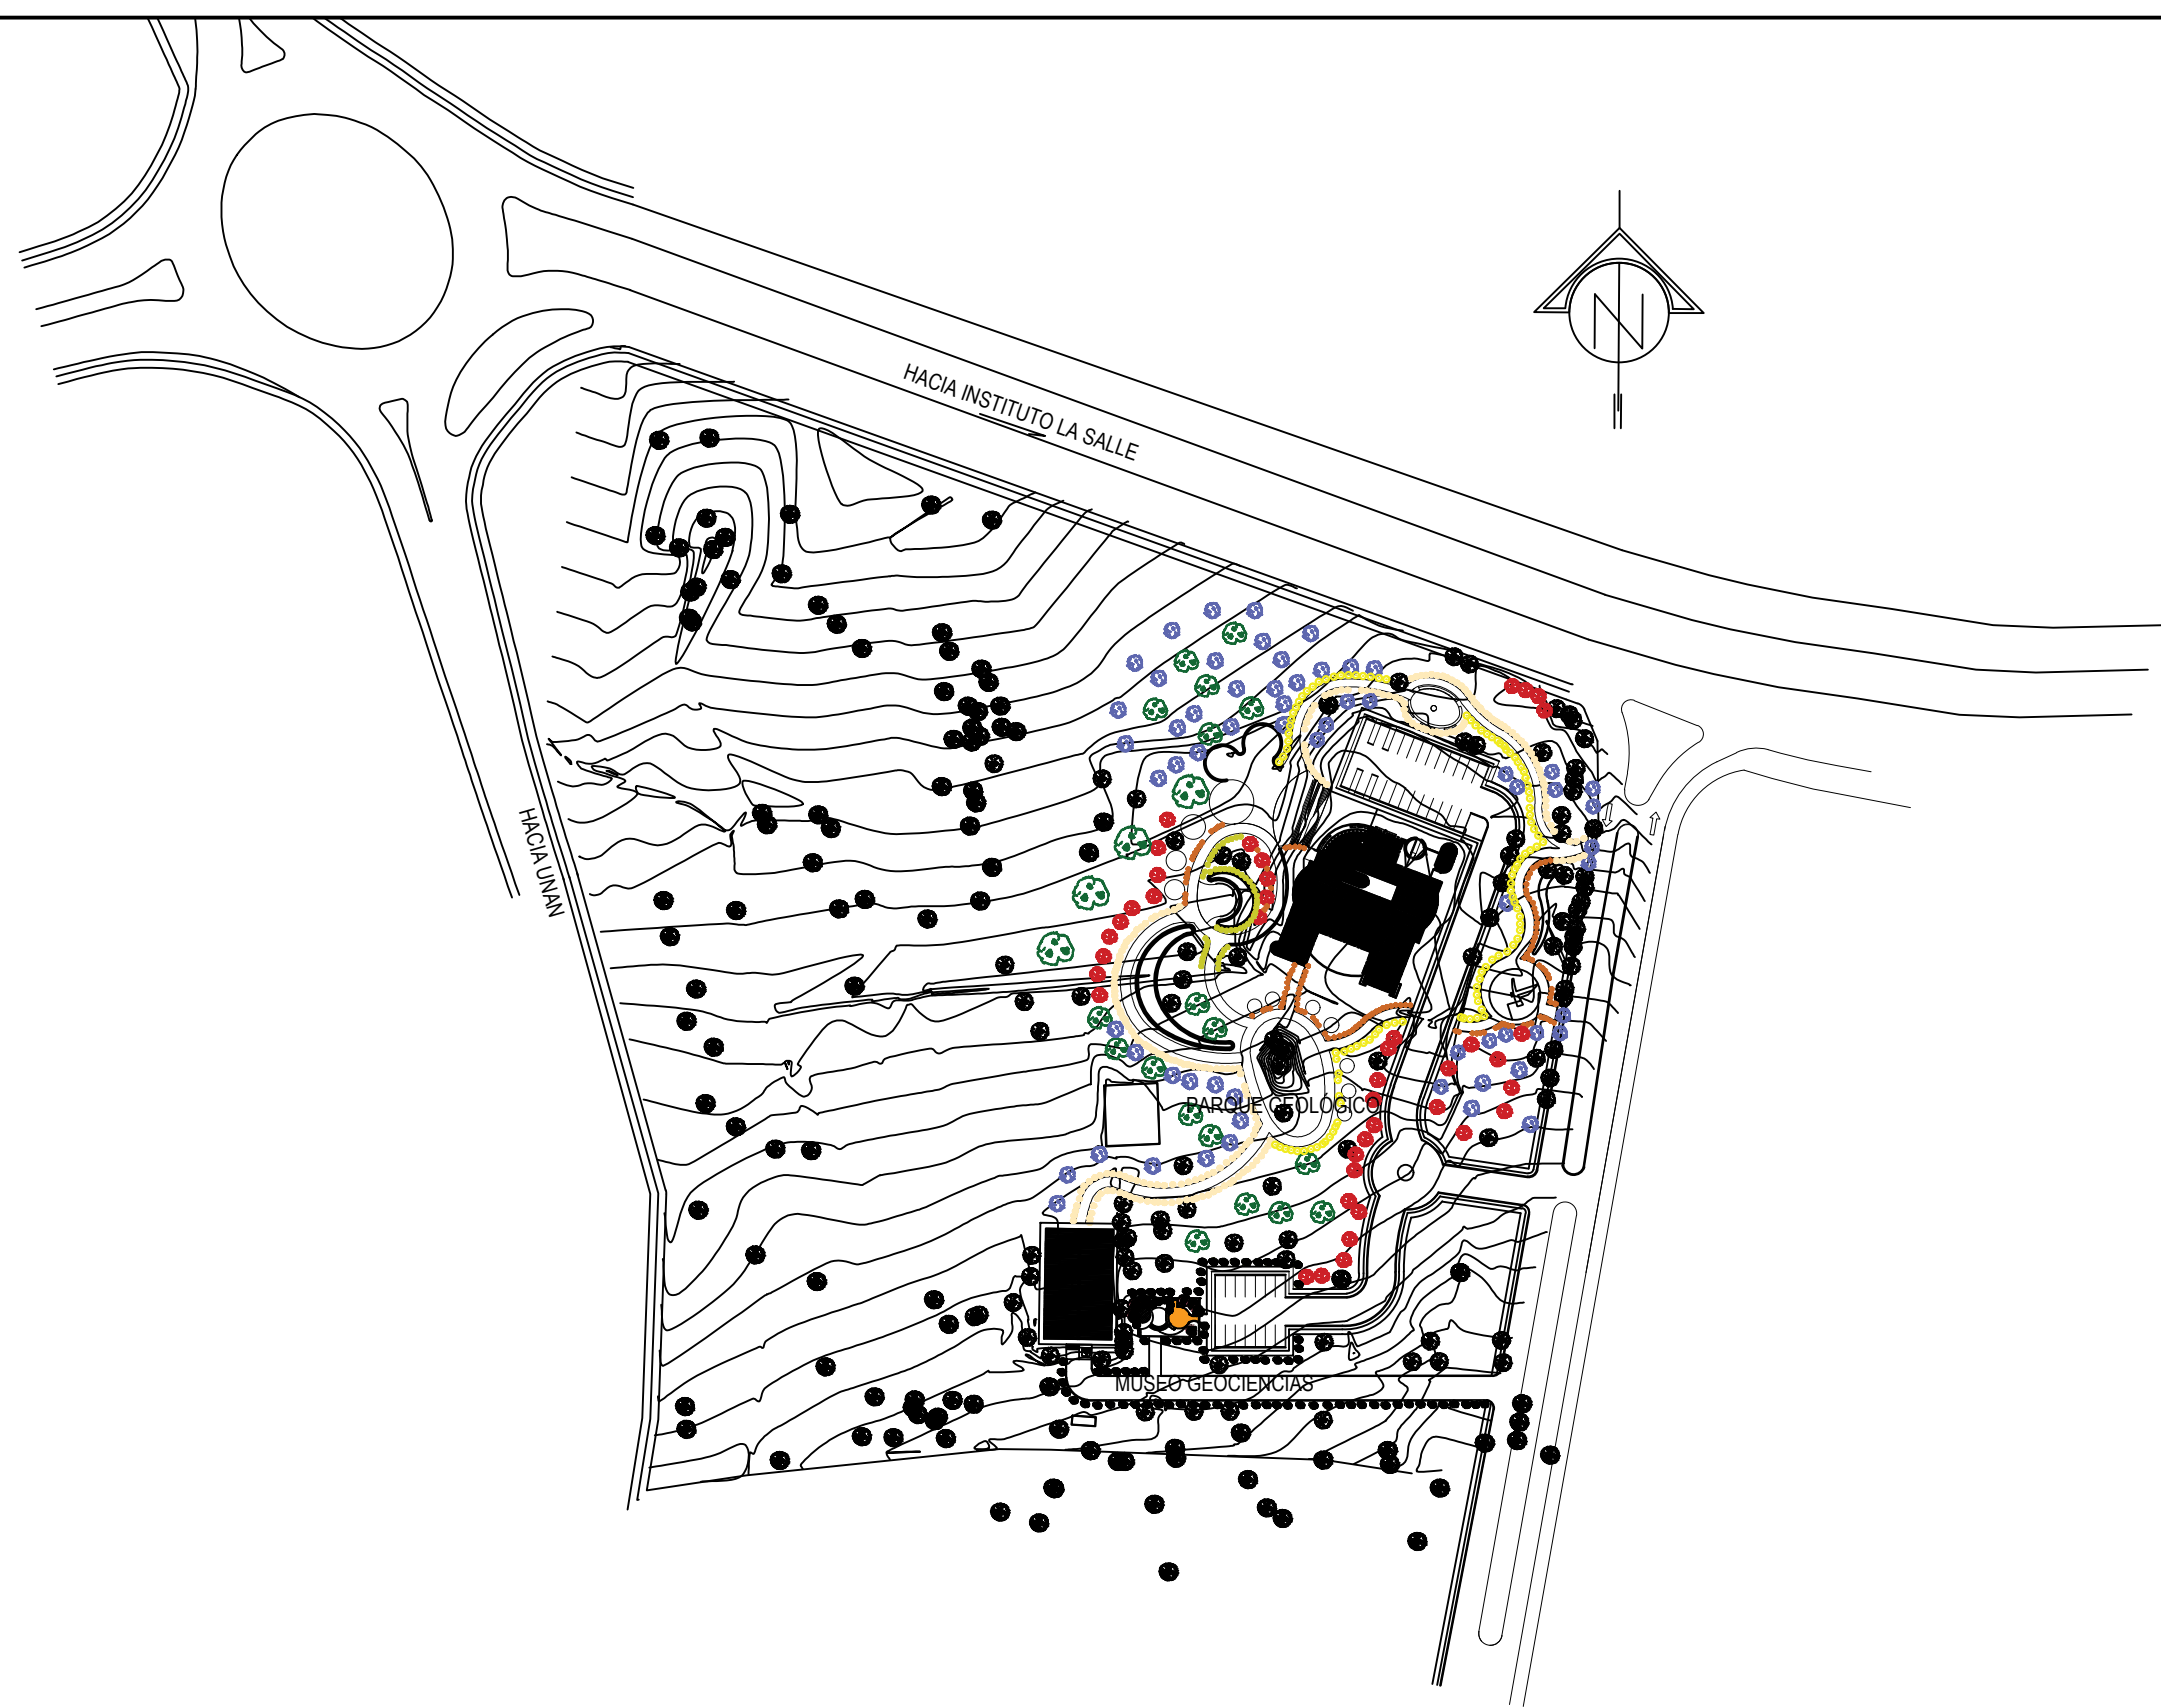 N
HACIA INSTITUTO LA SALLE
HACIA UNAN
PARQUE GEOLÓGICO
MUSEO GEOCIENCIAS